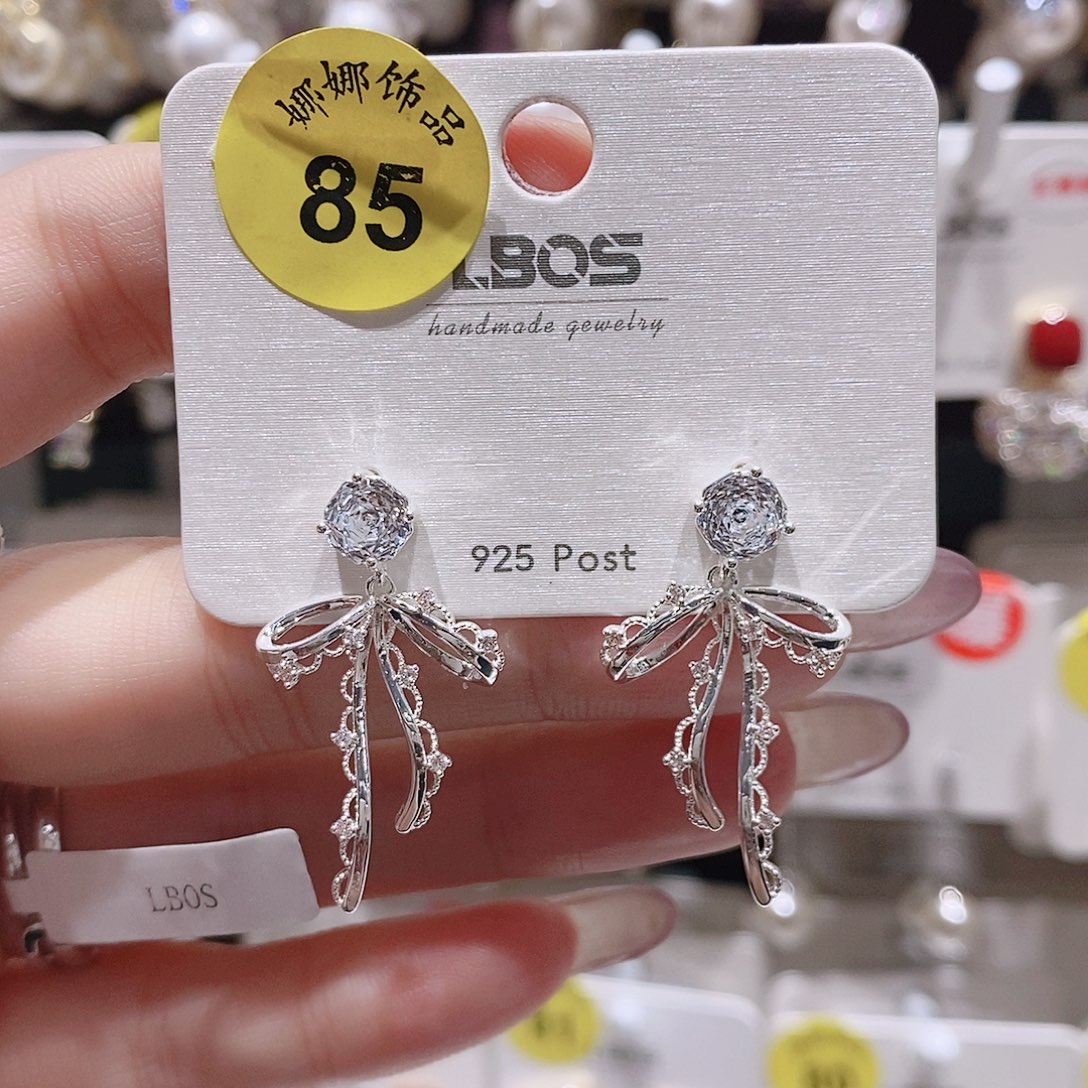 娜娜饰品
85
LBOS
handmade gewelry
925 Post
LBOS